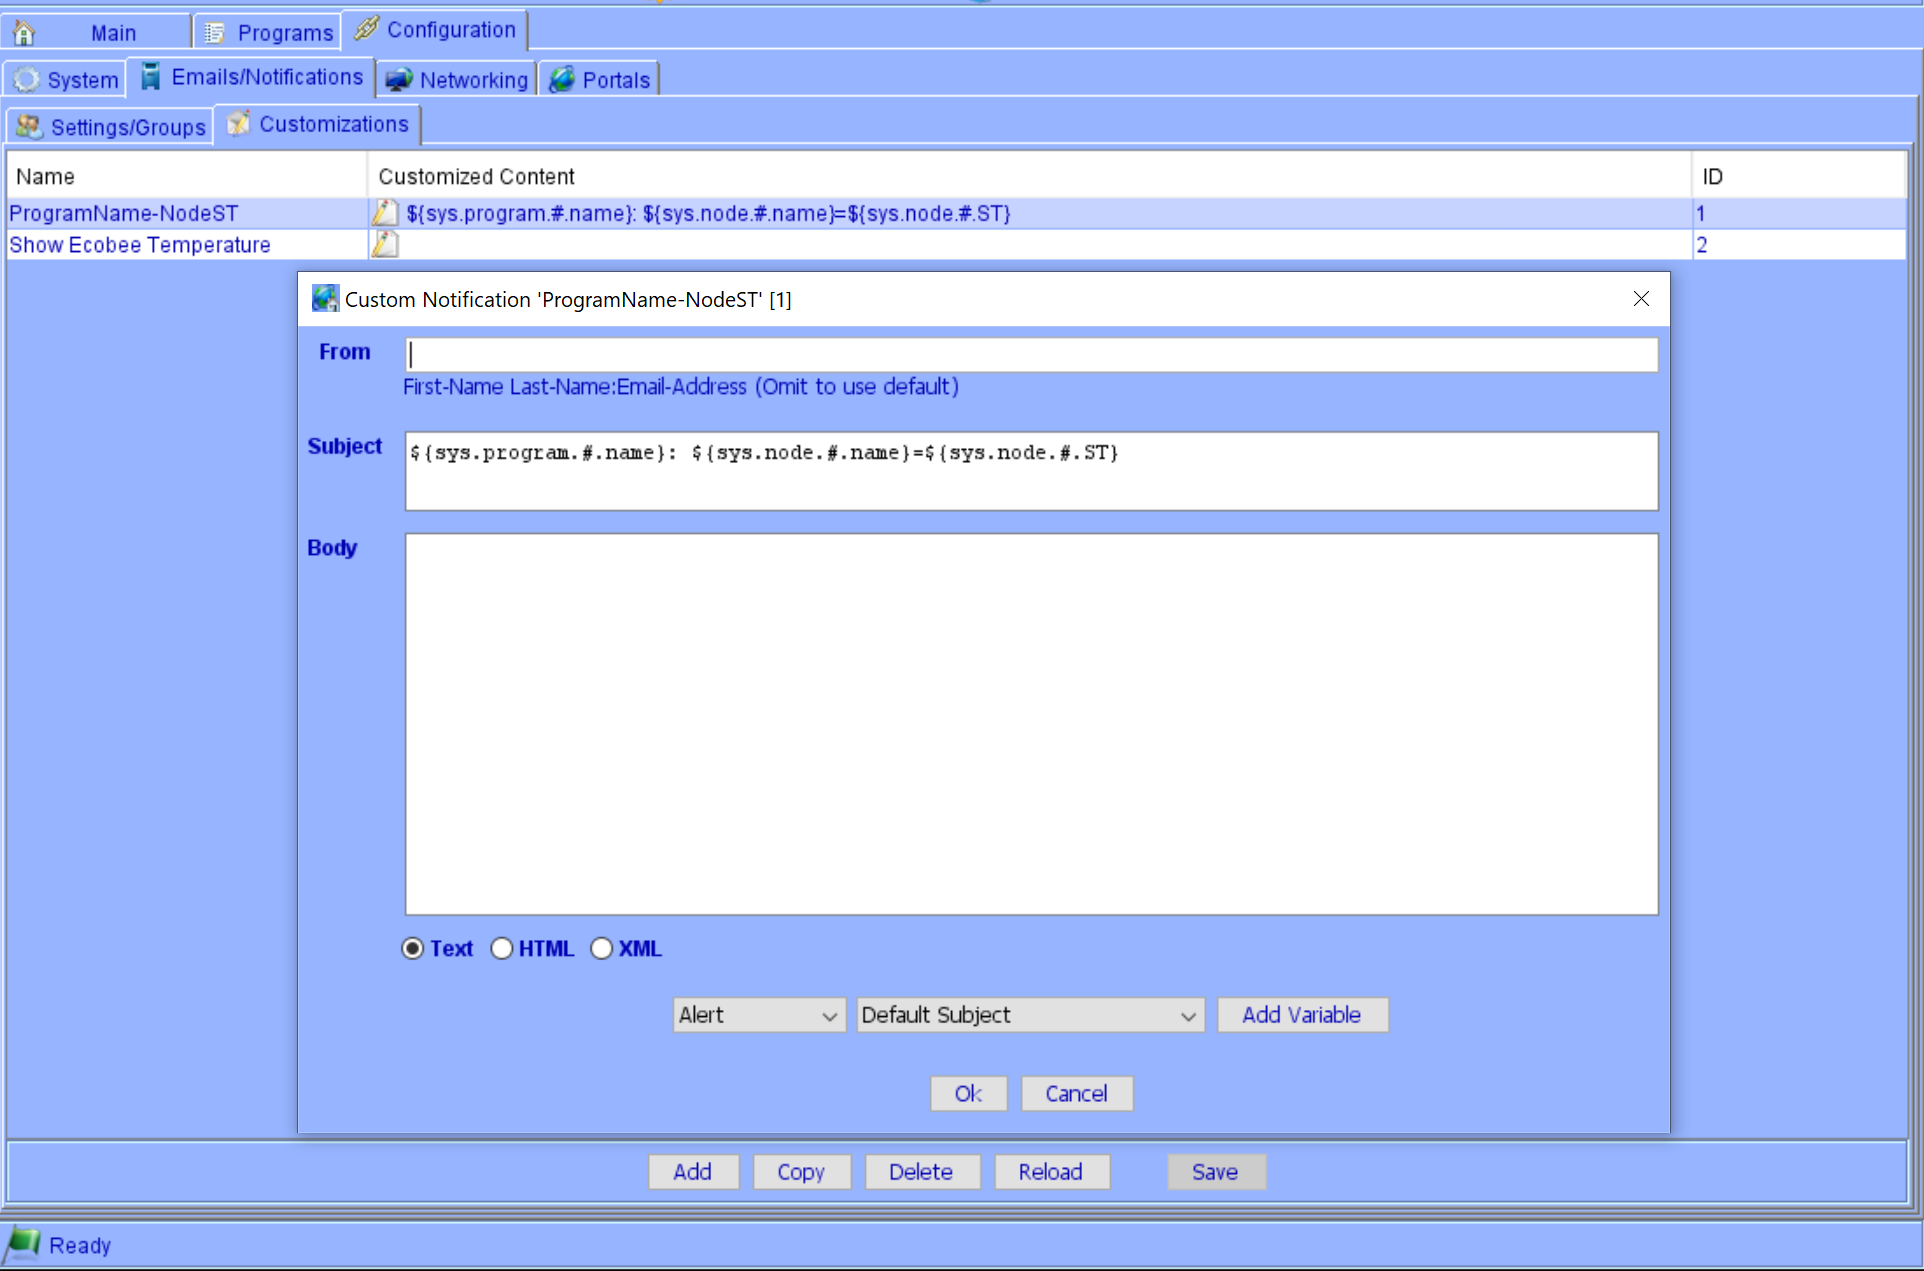 Main Programs Configuration
System Emails/Notifications Networking Portals
Settings/Groups Customizations
Name Customized Content ID
ProgramName-NodeST ${sys.program.#.name}: ${sys.node.#.name}=${sys.node.#.ST} 1
Show Ecobee Temperature 2
Custom Notification 'ProgramName-NodeST' [1]
From
First-Name Last-Name:Email-Address (Omit to use default)
Subject ${sys.program.#.name}: ${sys.node.#.name}=${sys.node.#.ST}
Body
Text HTML XML
Alert Default Subject Add Variable
Ok Cancel
Add Copy Delete Reload Save
Ready